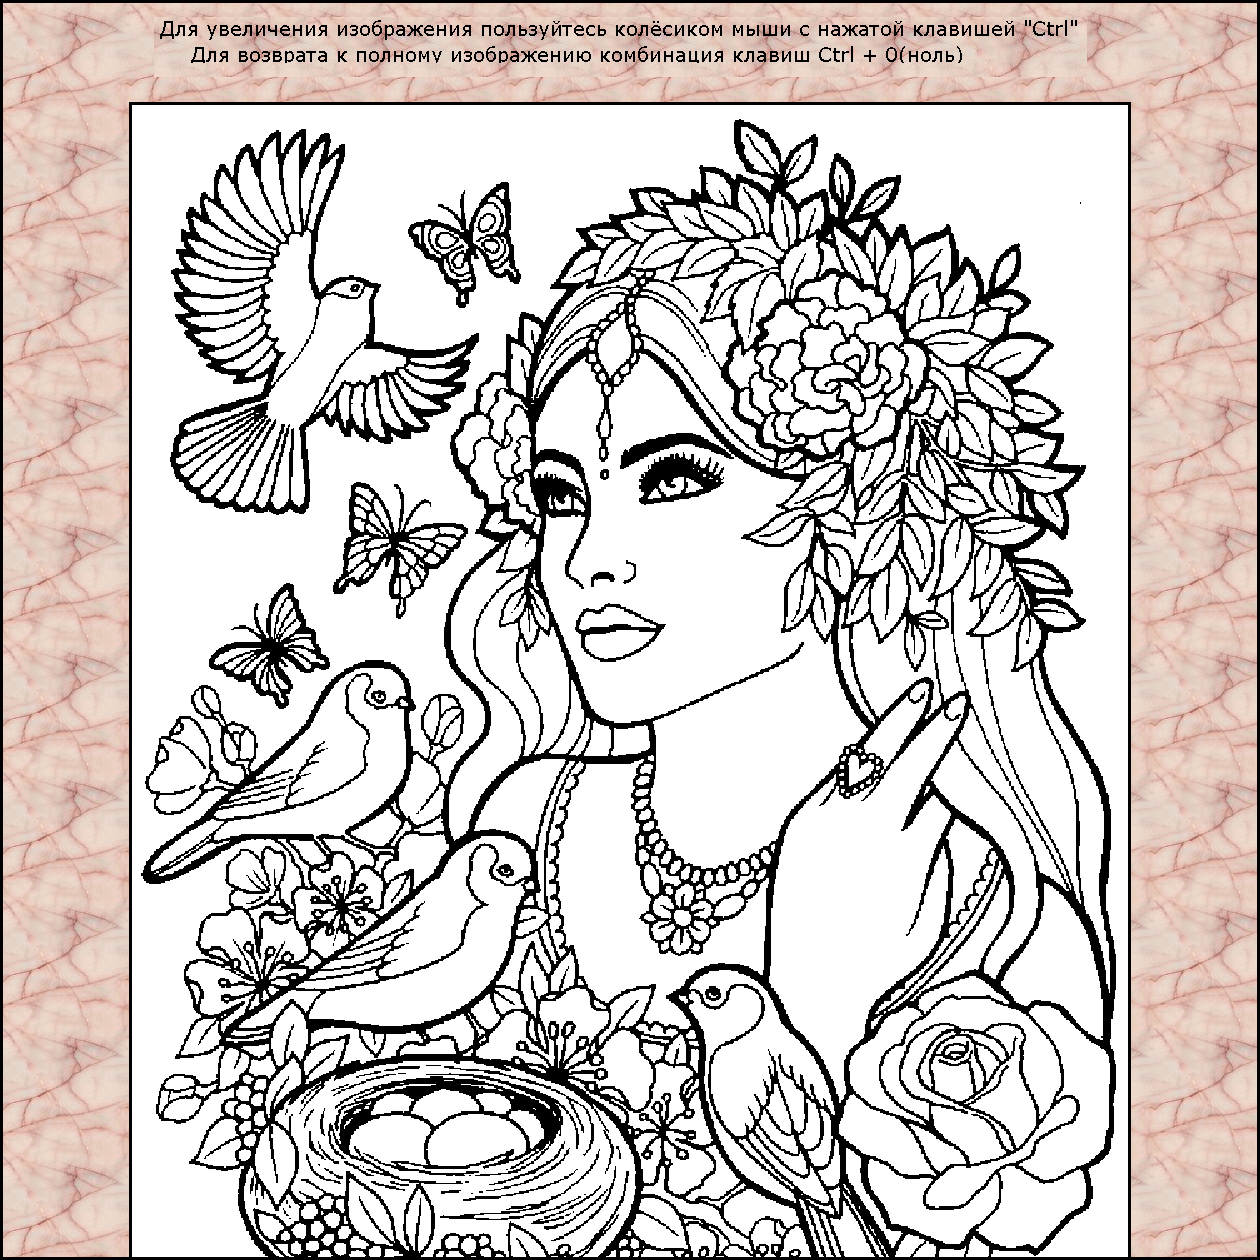 Для увеличения изображения пользуйтесь колёсиком мыши с нажатой клавишей "Ctrl"
Для возврата к полному изображению комбинация клавиш Ctrl + 0(ноль)